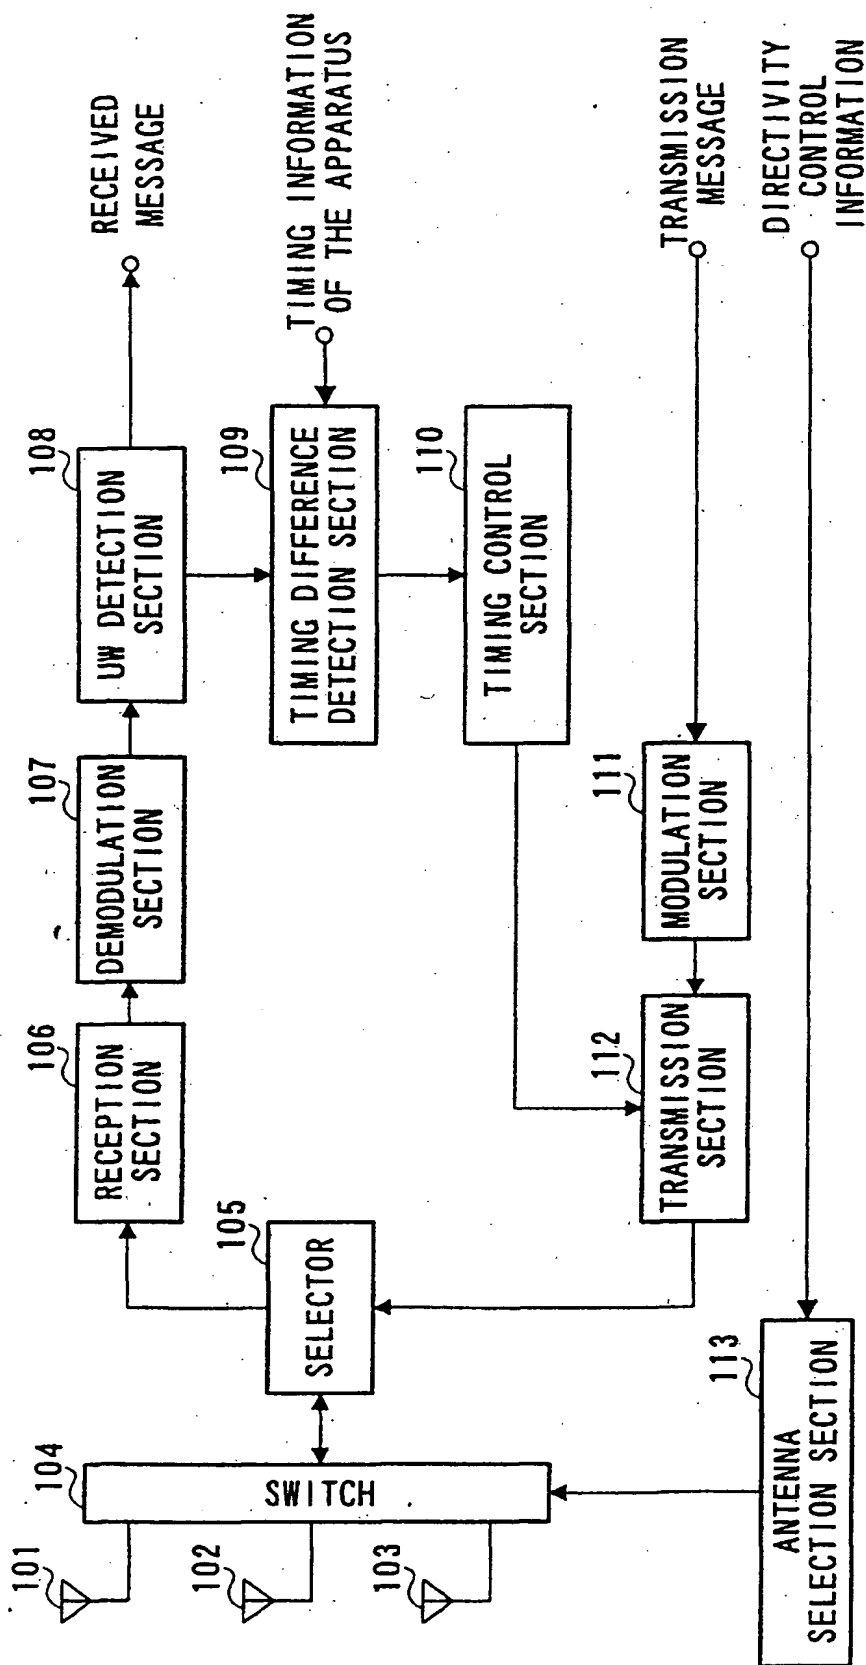 101
102
103
104
SWITCH
105
SELECTOR
106
RECEPTION
SECTION
107
DEMODULATION
SECTION
108
UW DETECTION
SECTION
RECEIVED
MESSAGE
109
TIMING DIFFERENCE
DETECTION SECTION
TIMING INFORMATION
OF THE APPARATUS
110
TIMING CONTROL
SECTION
111
MODULATION
SECTION
TRANSMISSION
MESSAGE
112
TRANSMISSION
SECTION
113
ANTENNA
SELECTION SECTION
DIRECTIVITY
CONTROL
INFORMATION